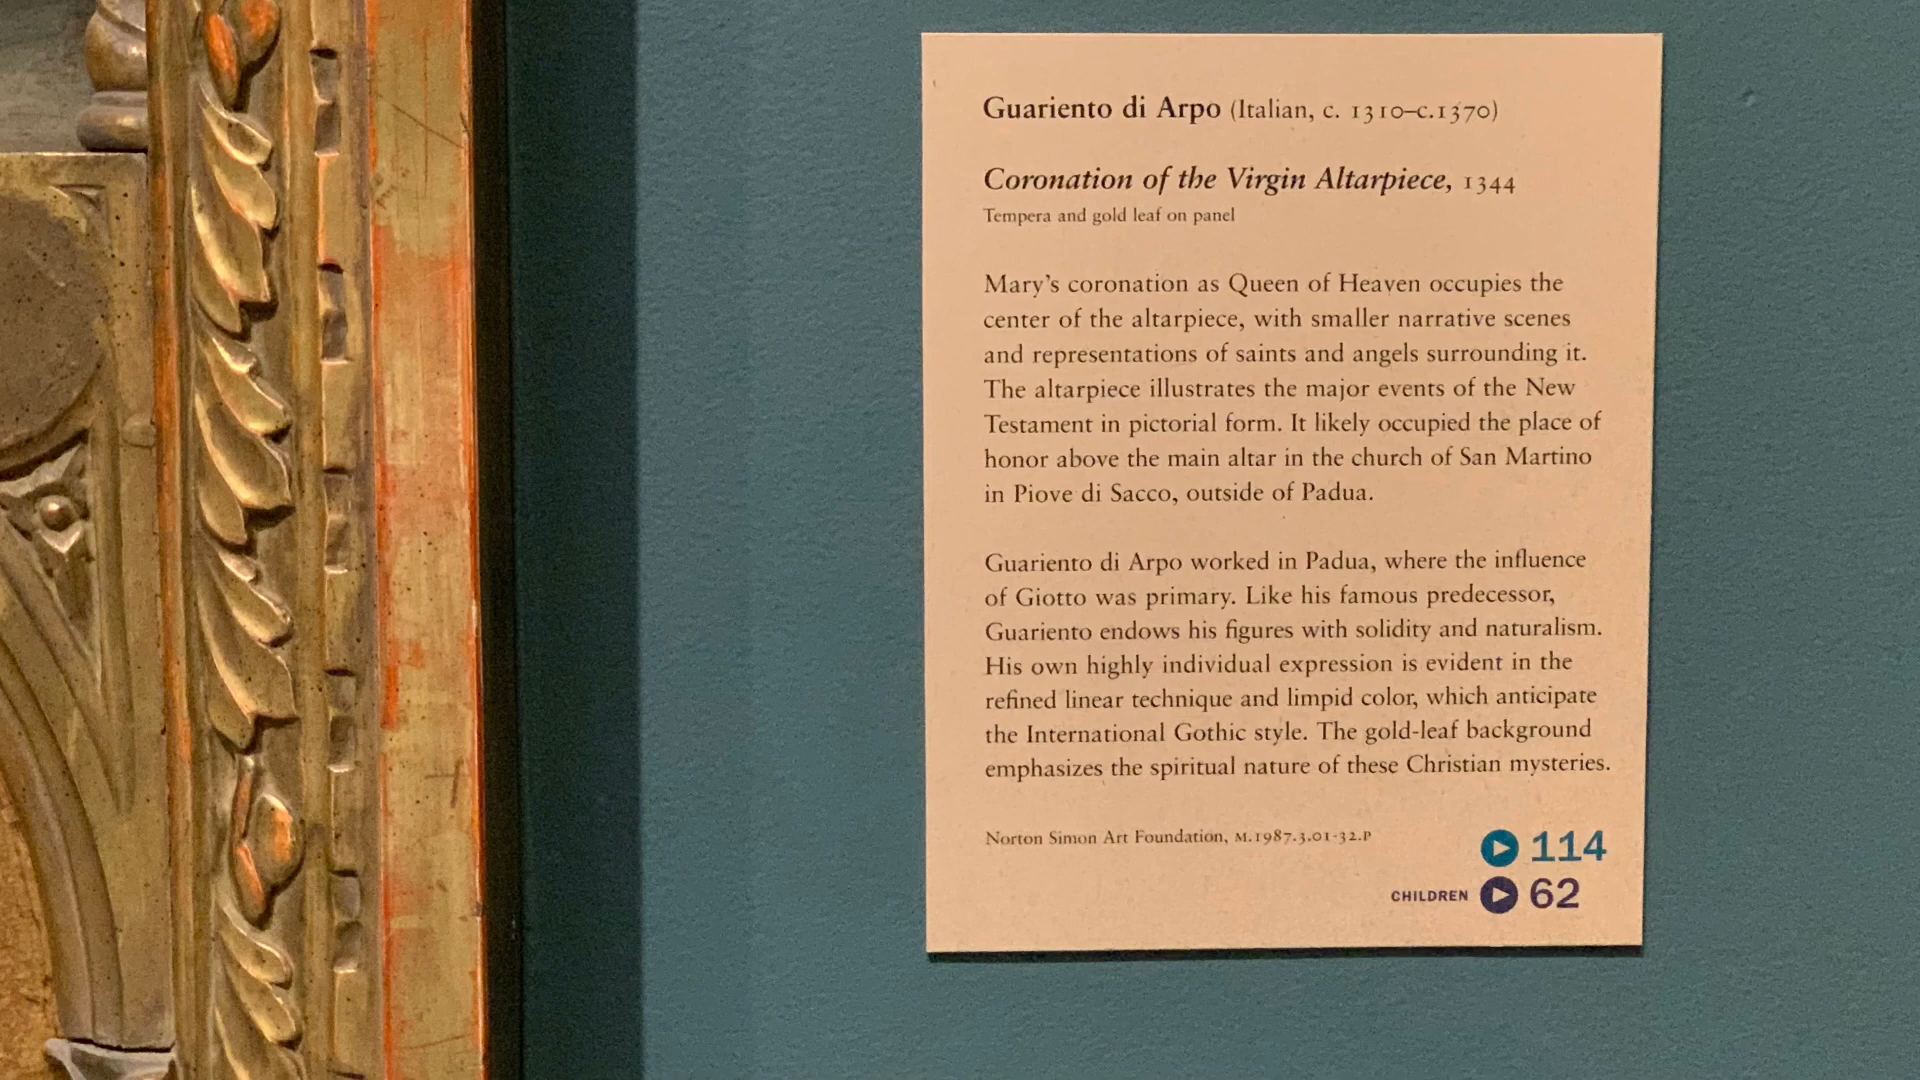 Guariento di Arpo (Italian, c. 1310–c.1370)
Coronation of the Virgin Altarpiece, 1344
Tempera and gold leaf on panel
Mary’s coronation as Queen of Heaven occupies the
center of the altarpiece, with smaller narrative scenes
and representations of saints and angels surrounding it.
The altarpiece illustrates the major events of the New
Testament in pictorial form. It likely occupied the place of
honor above the main altar in the church of San Martino
in Piove di Sacco, outside of Padua.
Guariento di Arpo worked in Padua, where the influence
of Giotto was primary. Like his famous predecessor,
Guariento endows his figures with solidity and naturalism.
His own highly individual expression is evident in the
refined linear technique and limpid color, which anticipate
the International Gothic style. The gold-leaf background
emphasizes the spiritual nature of these Christian mysteries.
Norton Simon Art Foundation, M.1987.3.01-32.P
114
CHILDREN 62